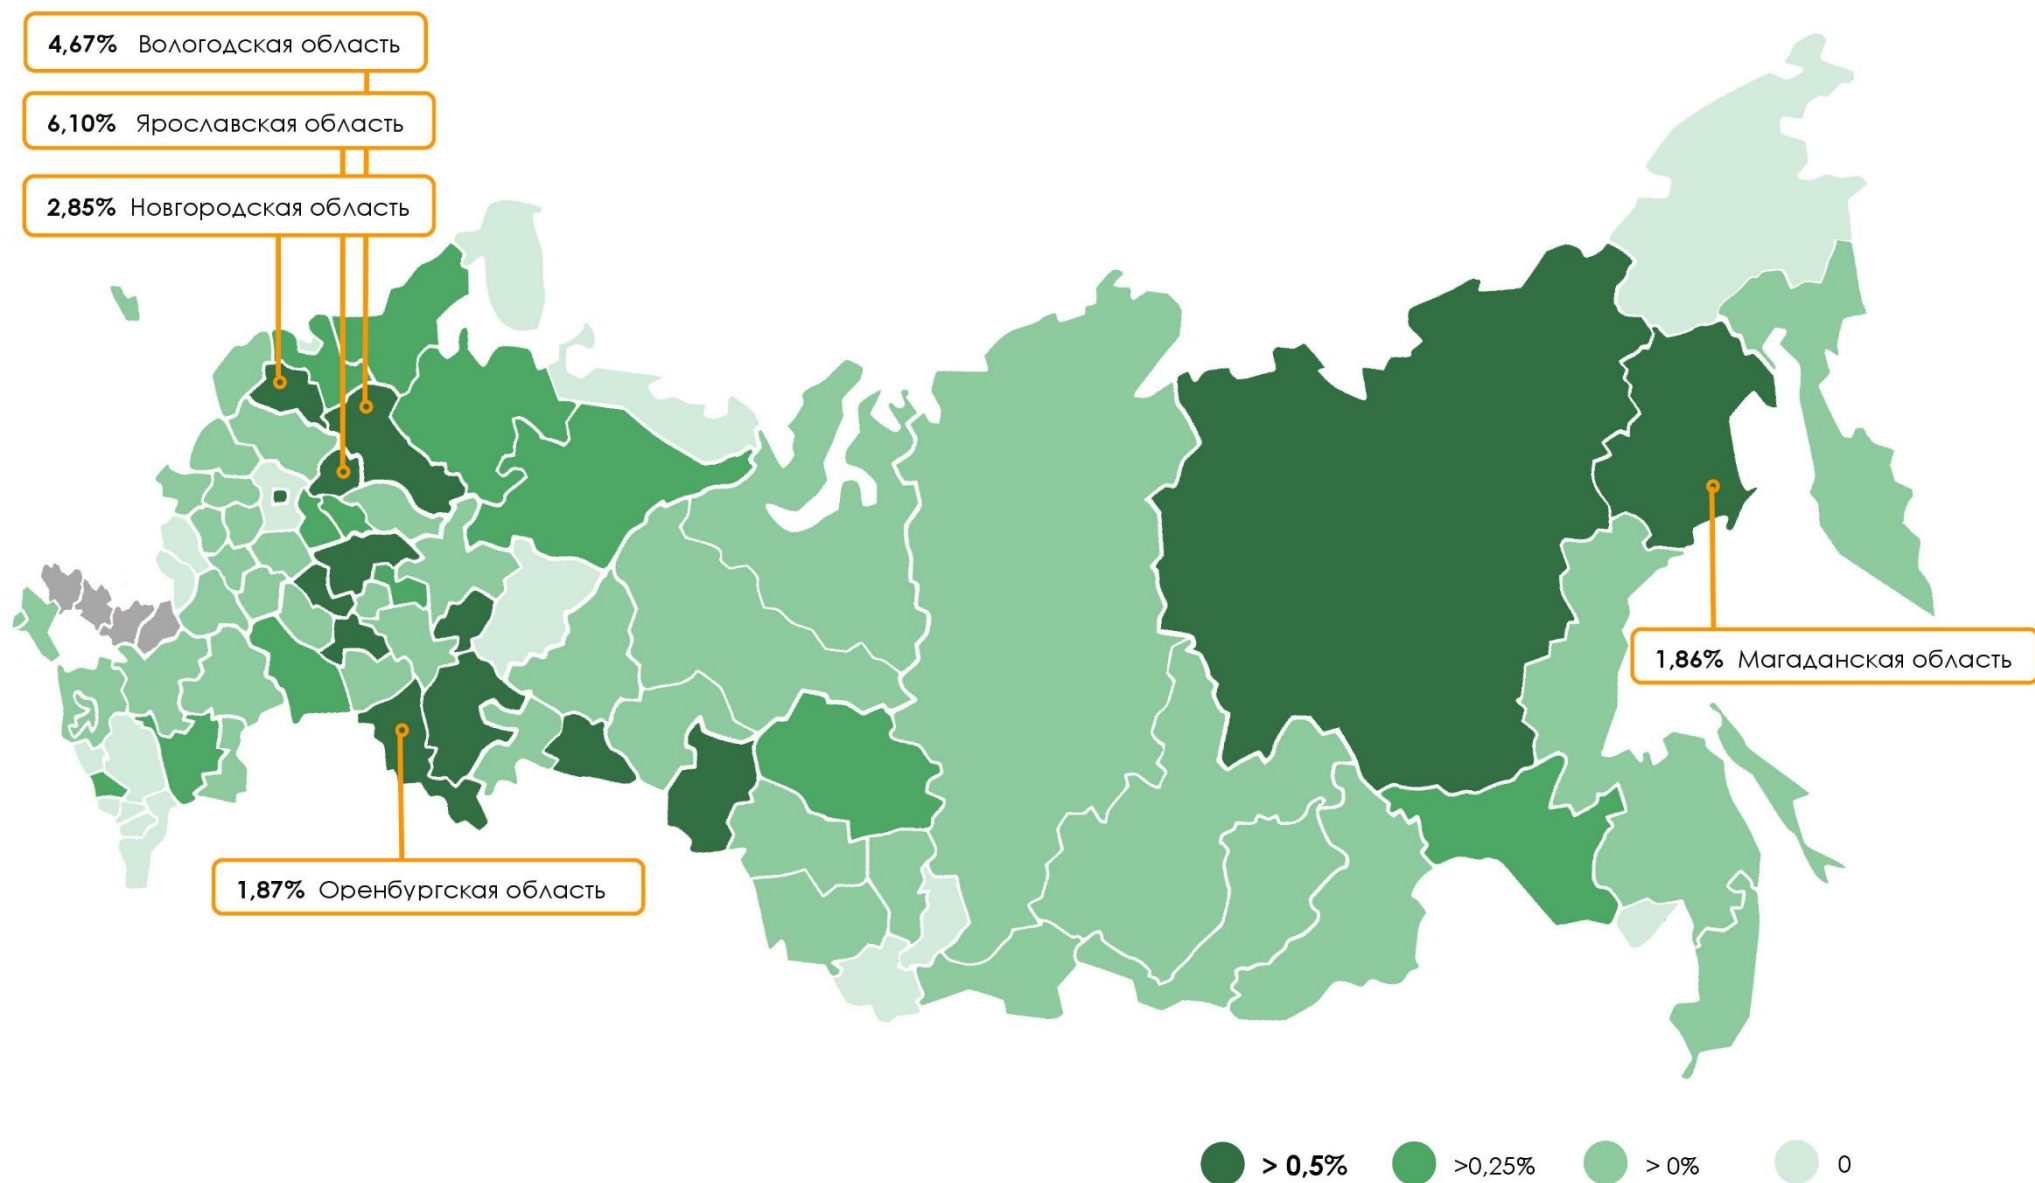 4,67% Вологодская область
6,10% Ярославская область
2,85% Новгородская область
1,86% Магаданская область
1,87% Оренбургская область
> 0,5%
>0,25%
> 0%
0